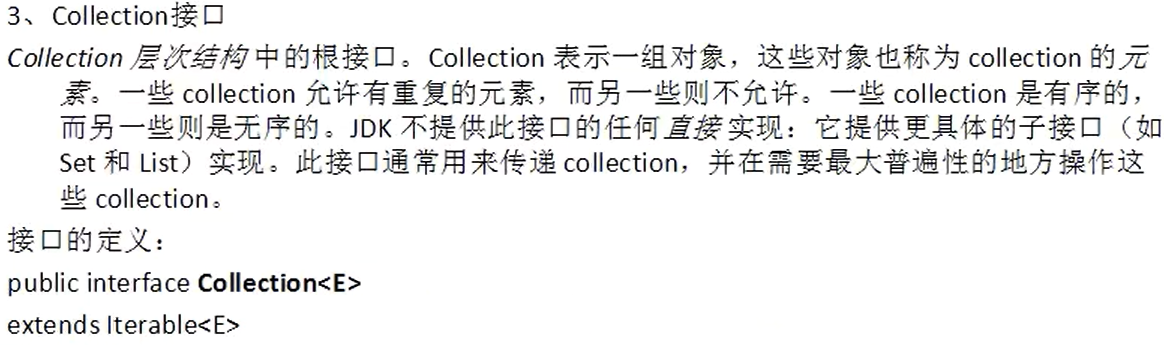 3、Collection接口
Collection 层次结构 中的根接口。Collection 表示一组对象，这些对象也称为 collection 的元
素。一些 collection 允许有重复的元素，而另一些则不允许。一些 collection 是有序的，
而另一些则是无序的。JDK 不提供此接口的任何直接 实现：它提供更具体的子接口（如
Set 和 List）实现。此接口通常用来传递 collection，并在需要最大普遍性的地方操作这
些 collection。
接口的定义：
public interface Collection<E>
extends Iterable<E>